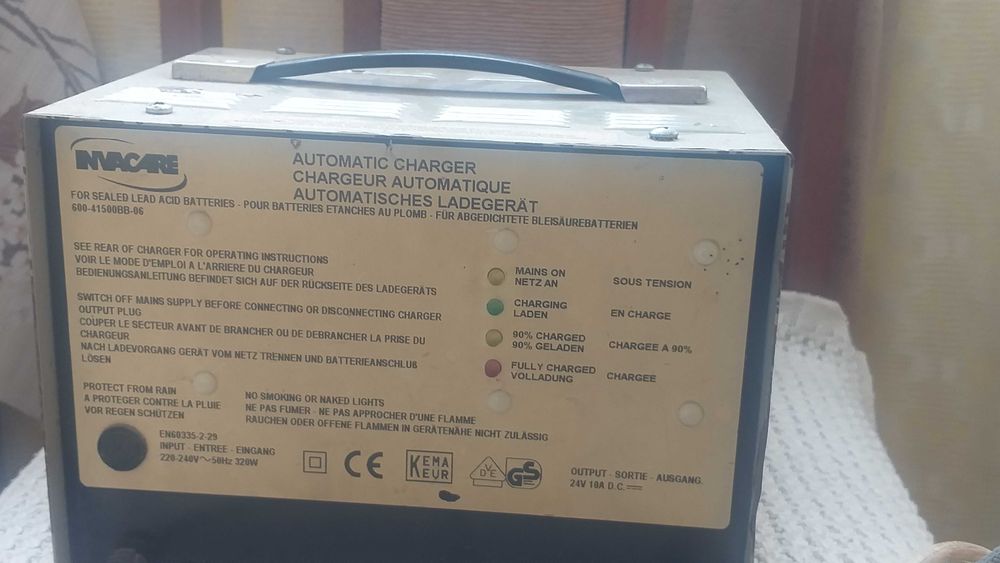 INVACARE
AUTOMATIC CHARGER
CHARGEUR AUTOMATIQUE
AUTOMATISCHES LADEGERÄT
FOR SEALED LEAD ACID BATTERIES - POUR BATTERIES ETANCHES AU PLOMB - FÜR ABGEDICHTETE BLEISÄUREBATTERIEN
600-41500BB-06
SEE REAR OF CHARGER FOR OPERATING INSTRUCTIONS
VOIR LE MODE D'EMPLOI A L'ARRIERE DU CHARGEUR
BEDIENUNGSANLEITUNG BEFINDET SICH AUF DER RÜCKSEITE DES LADEGERÄTS
SWITCH OFF MAINS SUPPLY BEFORE CONNECTING OR DISCONNECTING CHARGER
OUTPUT PLUG
COUPER LE SECTEUR AVANT DE BRANCHER OU DE DEBRANCHER LA PRISE DU
CHARGEUR
NACH LADEVORGANG GERÄT VOM NETZ TRENNEN UND BATTERIEANSCHLUß
LÖSEN
MAINS ON
NETZ AN
SOUS TENSION
CHARGING
LADEN
EN CHARGE
90% CHARGED
90% GELADEN
CHARGEE A 90%
FULLY CHARGED
VOLLADUNG
CHARGEE
PROTECT FROM RAIN
A PROTEGER CONTRE LA PLUIE
VOR REGEN SCHÜTZEN
NO SMOKING OR NAKED LIGHTS
NE PAS FUMER - NE PAS APPROCHER D'UNE FLAMME
RAUCHEN ODER OFFENE FLAMMEN IN GERÄTENÄHE NICHT ZULÄSSIG
EN60335-2-29
INPUT - ENTREE - EINGANG
220-240V~50Hz 320W
CE
KEMA
KEUR
VDE
GS
OUTPUT - SORTIE - AUSGANG.
24V 10A D.C.⎓